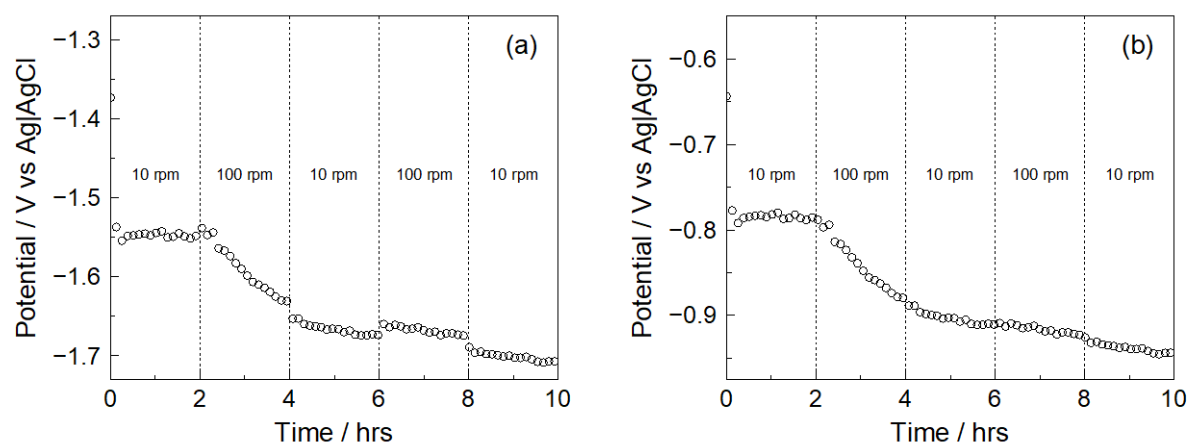 (a)
Potential / V vs Ag|AgCl
−1.3
−1.4
−1.5
−1.6
−1.7
10 rpm
100 rpm
10 rpm
100 rpm
10 rpm
0
2
4
6
8
10
Time / hrs
(b)
Potential / V vs Ag|AgCl
−0.6
−0.7
−0.8
−0.9
10 rpm
100 rpm
10 rpm
100 rpm
10 rpm
0
2
4
6
8
10
Time / hrs